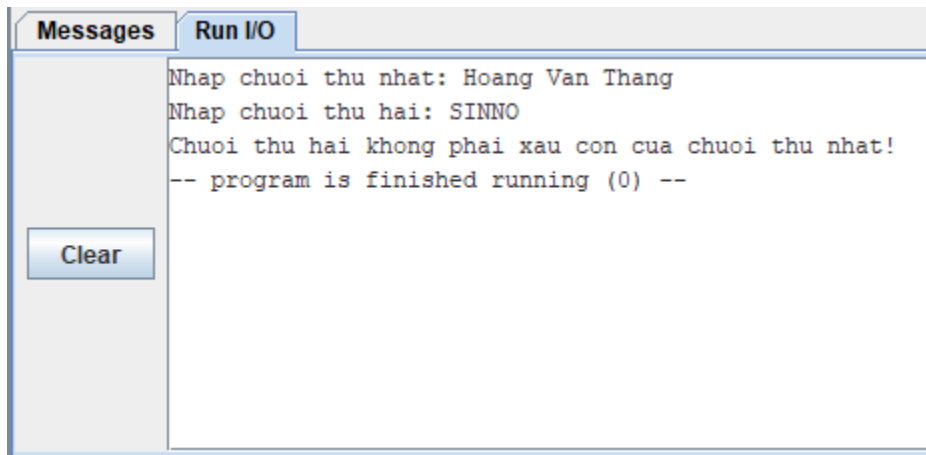 Messages Run I/O
Nhap chuoi thu nhat: Hoang Van Thang
Nhap chuoi thu hai: SINNO
Chuoi thu hai khong phai xau con cua chuoi thu nhat!
-- program is finished running (0) --
Clear